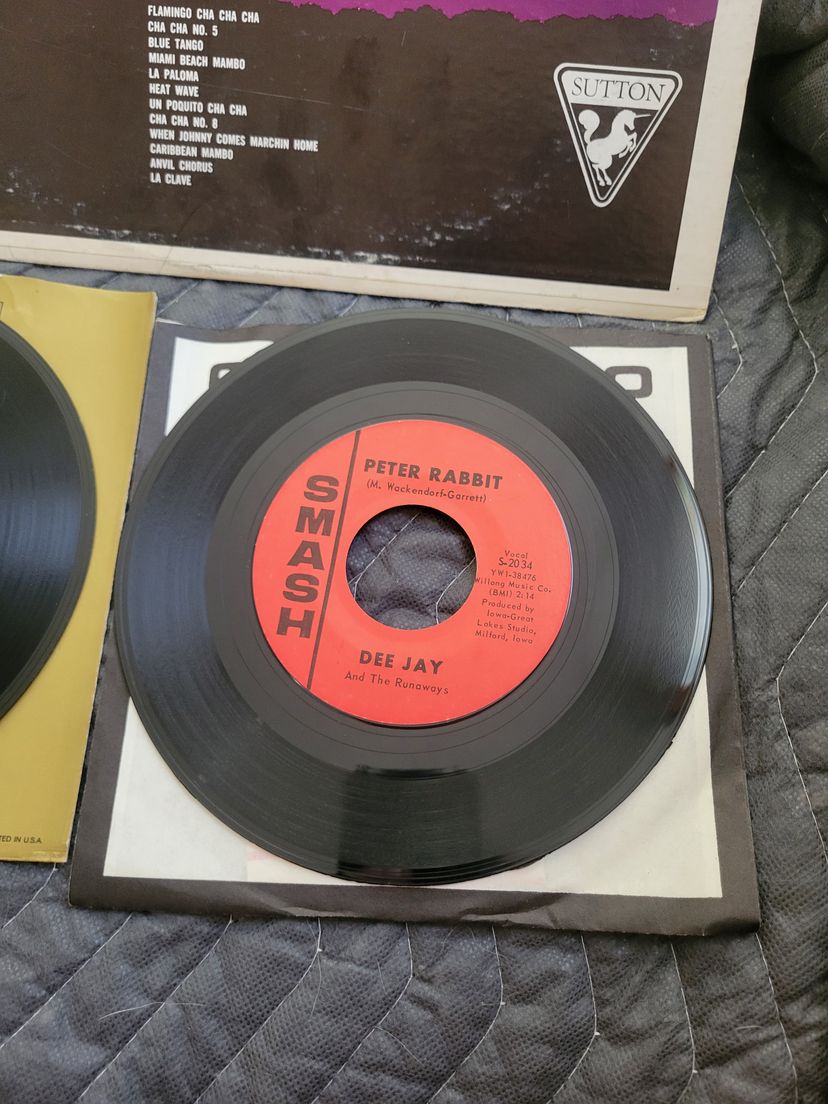 FLAMINGO CHA CHA CHA
CHA CHA NO. 5
BLUE TANGO
MIAMI BEACH MAMBO
LA PALOMA
HEAT WAVE
UN POQUITO CHA CHA
CHA CHA NO. 8
WHEN JOHNNY COMES MARCHIN HOME
CARIBBEAN MAMBO
ANVIL CHORUS
LA CLAVE
SUTTON
SMASH
PETER RABBIT
(M. Wackendorf-Garrett)
Vocal
S-2034
YW1-38476
Willong Music Co.
(BMI) 2:14
Produced by
Iowa-Great
Lakes Studio,
Milford, Iowa
DEE JAY
And The Runaways
TED IN U.S.A.